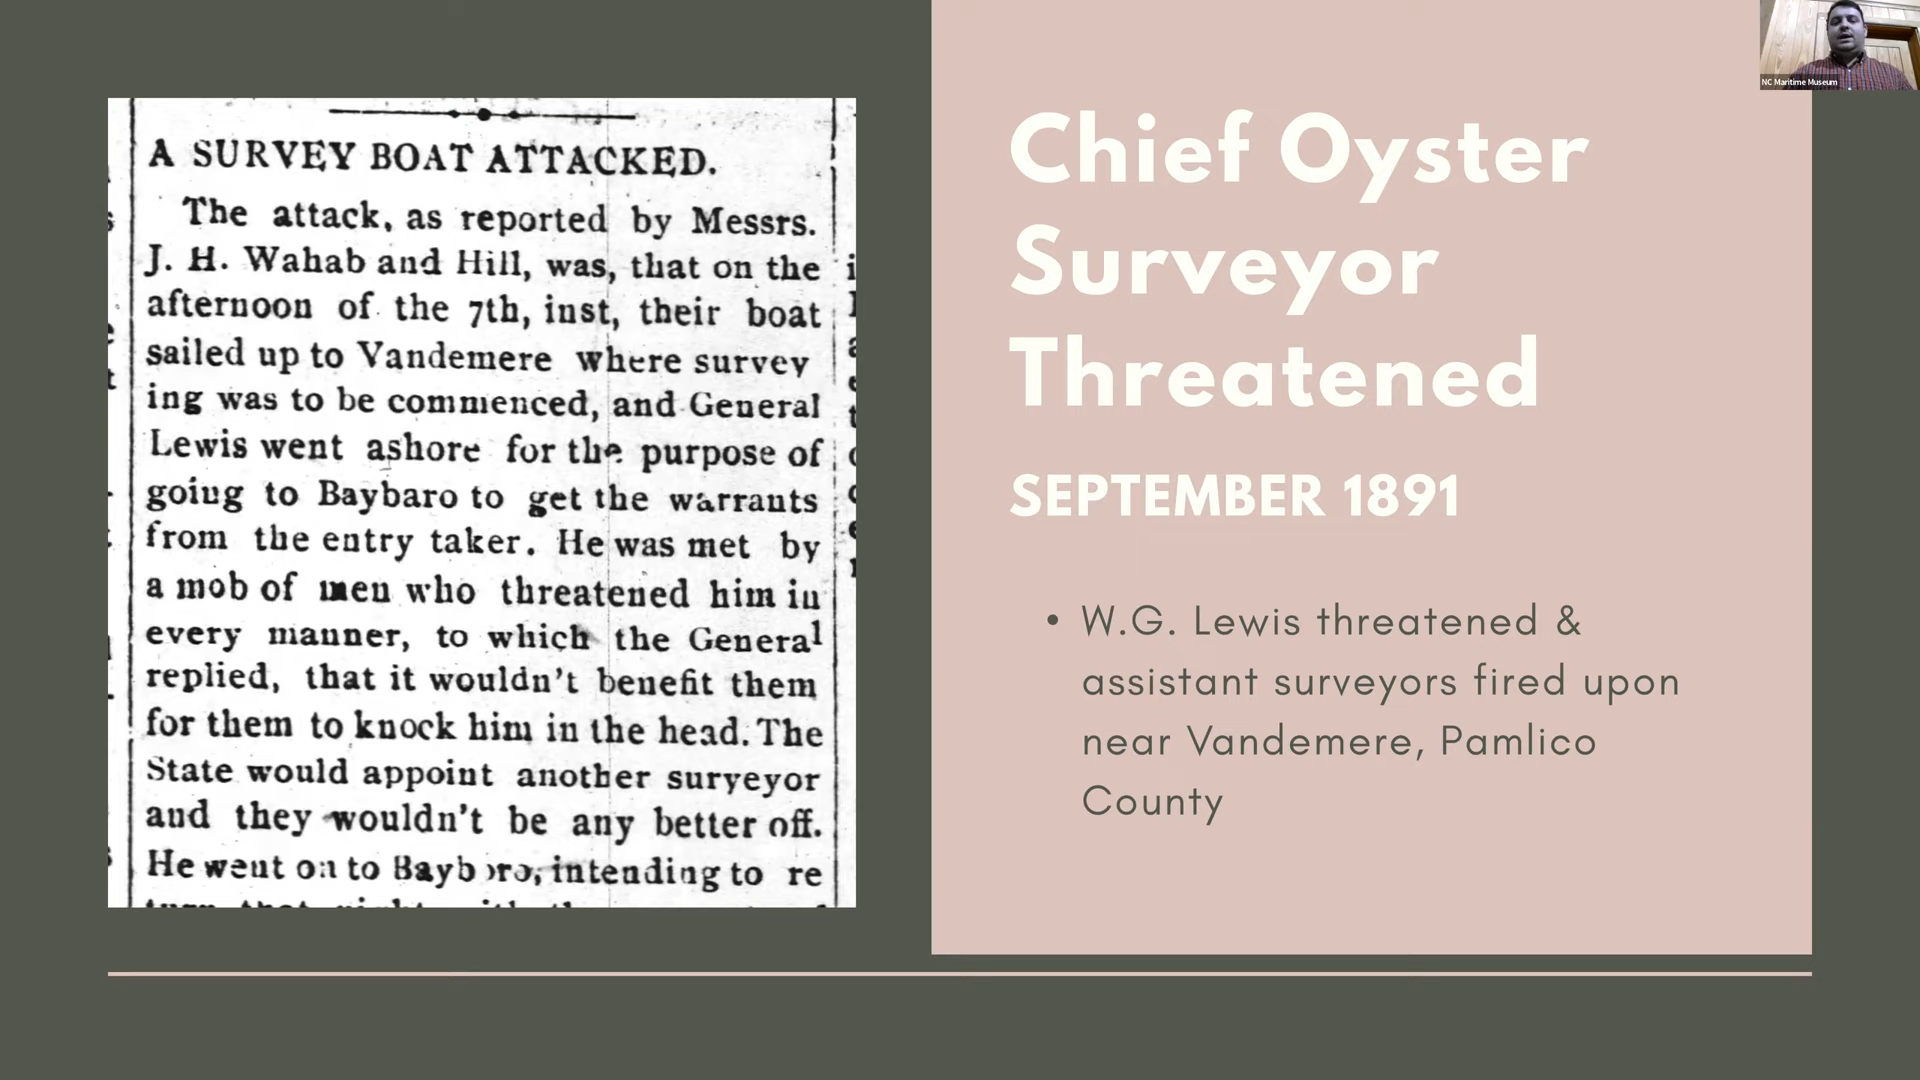 A SURVEY BOAT ATTACKED.
The attack, as reported by Messrs.
J. H. Wahab and Hill, was, that on the
afternoon of the 7th, inst, their boat
sailed up to Vandemere where survey
ing was to be commenced, and General
Lewis went ashore for the purpose of
going to Baybaro to get the warrants
from the entry taker. He was met by
a mob of men who threatened him in
every manner, to which the General
replied, that it wouldn't benefit them
for them to knock him in the head. The
State would appoint another suryeyor
and they wouldn't be any better off.
He went on to Bayboro, intending to re
Chief Oyster
Surveyor
Threatened
SEPTEMBER 1891
• W.G. Lewis threatened &
assistant surveyors fired upon
near Vandemere, Pamlico
County
NC Maritime Museum